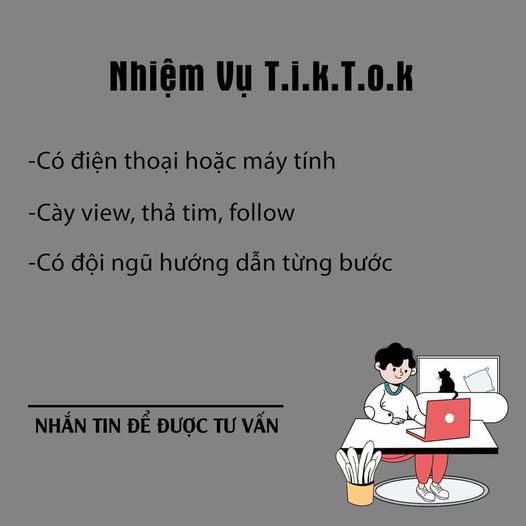 Nhiệm Vụ T.i.k.T.o.k
-Có điện thoại hoặc máy tính
-Cày view, thả tim, follow
-Có đội ngũ hướng dẫn từng bước
NHẮN TIN ĐỂ ĐƯỢC TƯ VẤN